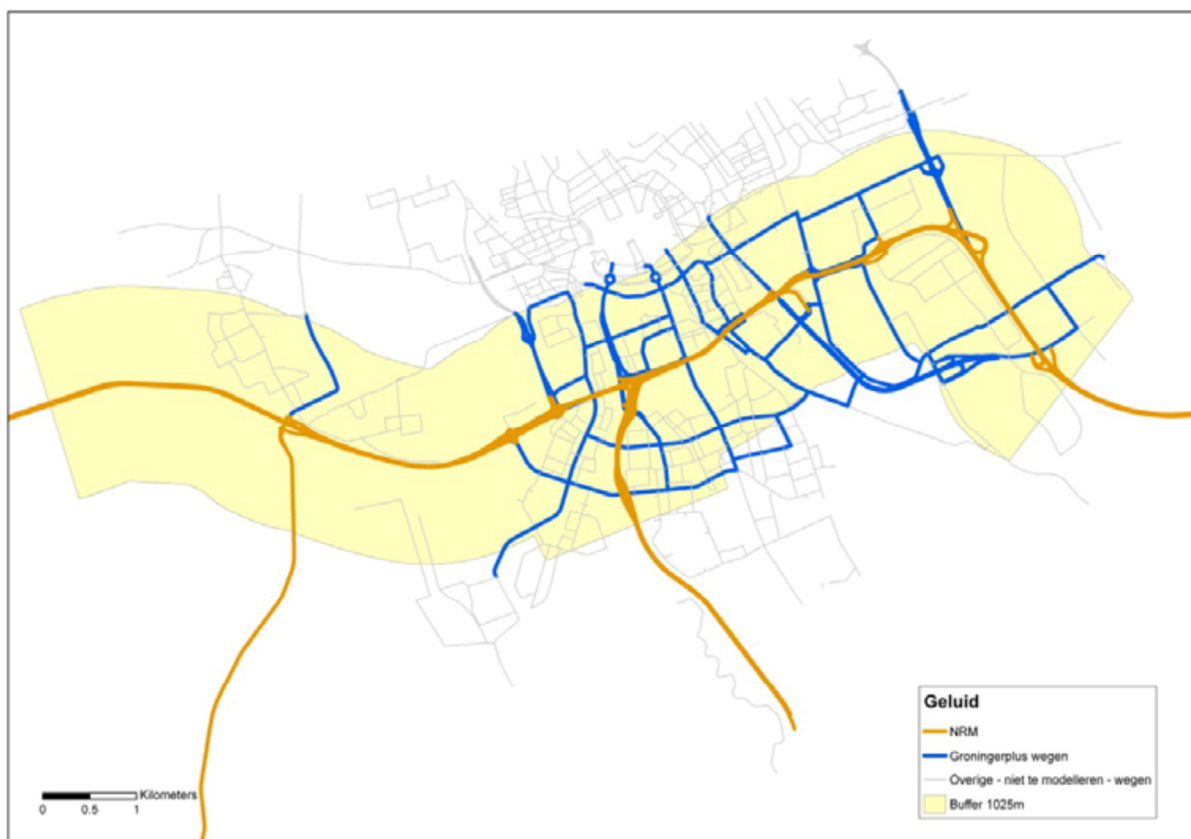 Geluid
NRM
Groningerplus wegen
Overige - niet te modelleren - wegen
Buffer 1025m
Kilometers
0 0.5 1